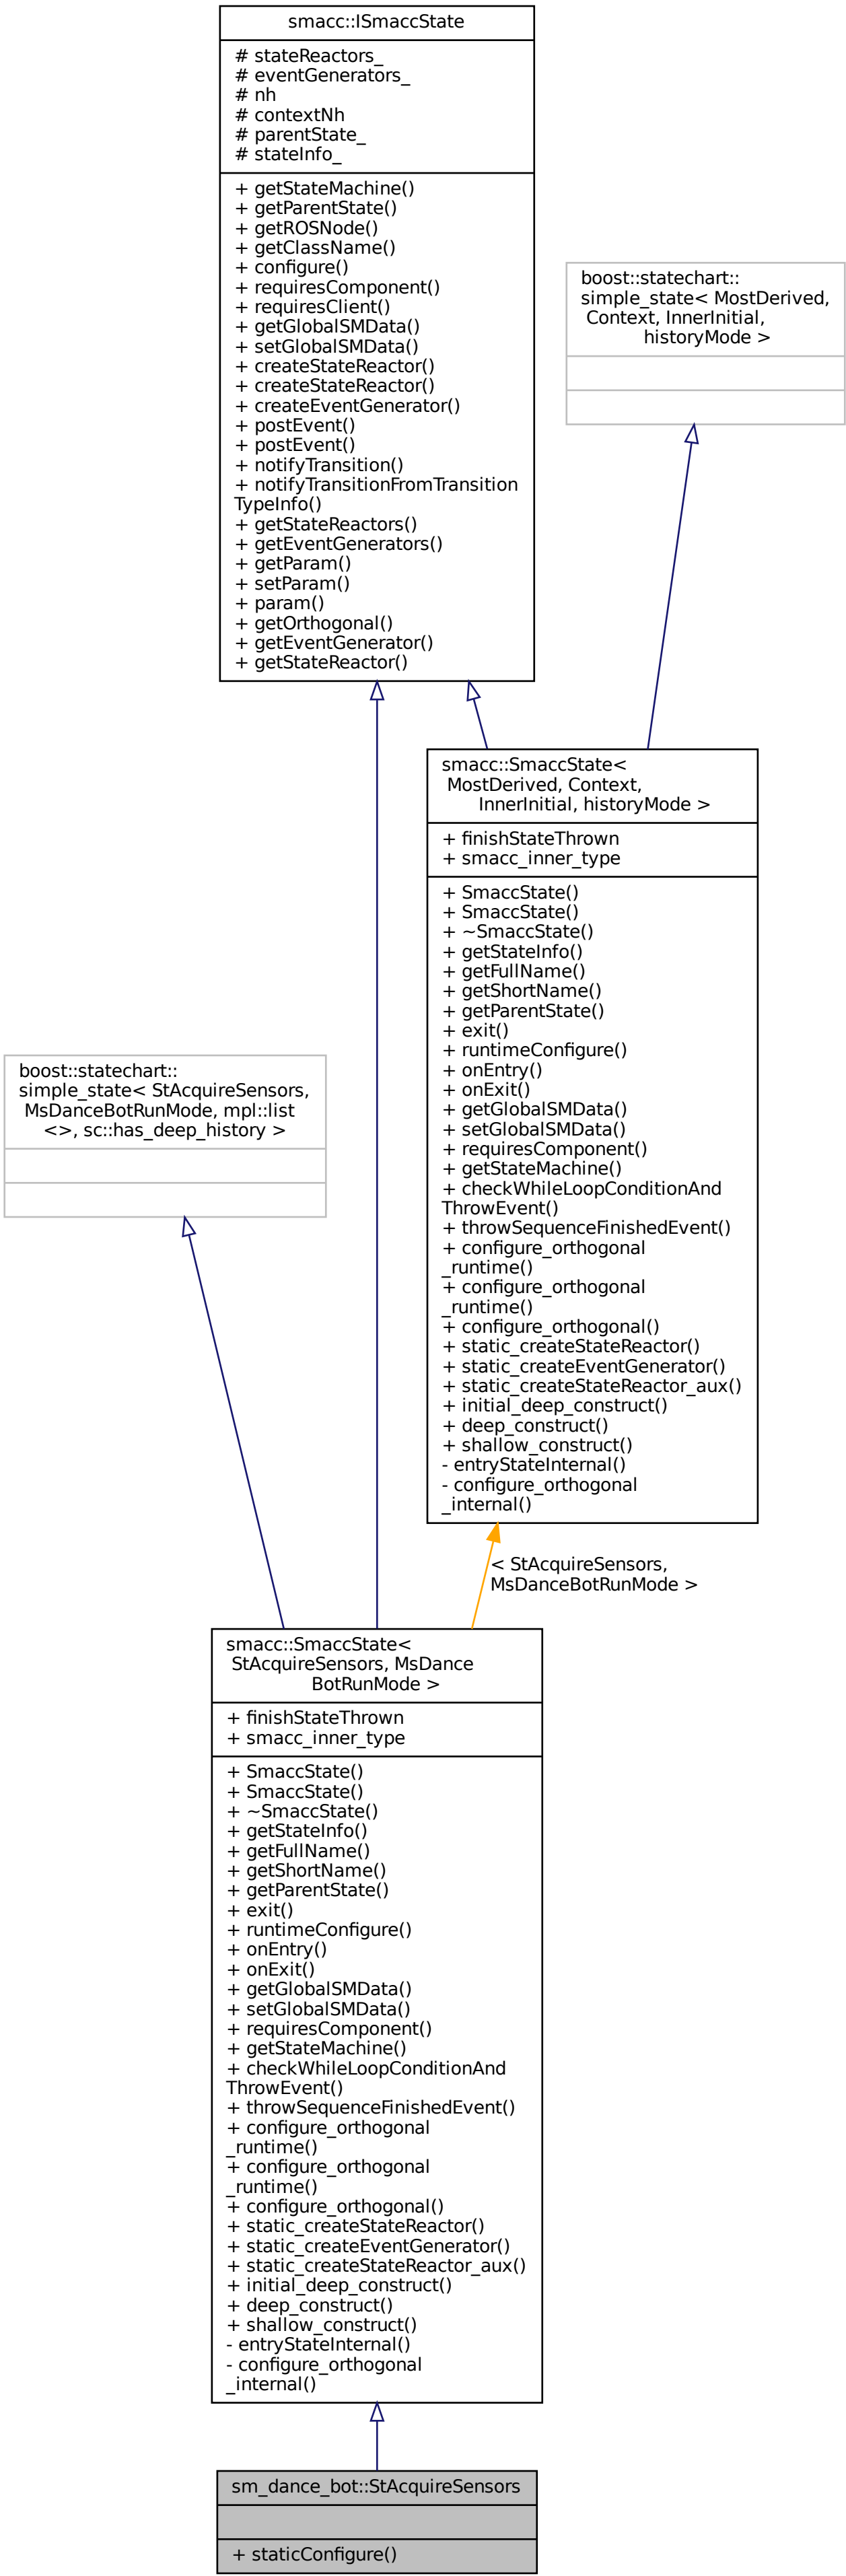 smacc::ISmaccState
# stateReactors_
# eventGenerators_
# nh
# contextNh
# parentState_
# stateInfo_
+ getStateMachine()
+ getParentState()
+ getROSNode()
+ getClassName()
+ configure()
+ requiresComponent()
+ requiresClient()
+ getGlobalSMData()
+ setGlobalSMData()
+ createStateReactor()
+ createStateReactor()
+ createEventGenerator()
+ postEvent()
+ postEvent()
+ notifyTransition()
+ notifyTransitionFromTransition
TypeInfo()
+ getStateReactors()
+ getEventGenerators()
+ getParam()
+ setParam()
+ param()
+ getOrthogonal()
+ getEventGenerator()
+ getStateReactor()
boost::statechart::
simple_state< MostDerived,
Context, InnerInitial,
historyMode >
smacc::SmaccState<
MostDerived, Context,
InnerInitial, historyMode >
+ finishStateThrown
+ smacc_inner_type
+ SmaccState()
+ SmaccState()
+ ~SmaccState()
+ getStateInfo()
+ getFullName()
+ getShortName()
+ getParentState()
+ exit()
+ runtimeConfigure()
+ onEntry()
+ onExit()
+ getGlobalSMData()
+ setGlobalSMData()
+ requiresComponent()
+ getStateMachine()
+ checkWhileLoopConditionAnd
ThrowEvent()
+ throwSequenceFinishedEvent()
+ configure_orthogonal
_runtime()
+ configure_orthogonal
_runtime()
+ configure_orthogonal()
+ static_createStateReactor()
+ static_createEventGenerator()
+ static_createStateReactor_aux()
+ initial_deep_construct()
+ deep_construct()
+ shallow_construct()
- entryStateInternal()
- configure_orthogonal
_internal()
boost::statechart::
simple_state< StAcquireSensors,
MsDanceBotRunMode, mpl::list
<>, sc::has_deep_history >
< StAcquireSensors,
MsDanceBotRunMode >
smacc::SmaccState<
StAcquireSensors, MsDance
BotRunMode >
+ finishStateThrown
+ smacc_inner_type
+ SmaccState()
+ SmaccState()
+ ~SmaccState()
+ getStateInfo()
+ getFullName()
+ getShortName()
+ getParentState()
+ exit()
+ runtimeConfigure()
+ onEntry()
+ onExit()
+ getGlobalSMData()
+ setGlobalSMData()
+ requiresComponent()
+ getStateMachine()
+ checkWhileLoopConditionAnd
ThrowEvent()
+ throwSequenceFinishedEvent()
+ configure_orthogonal
_runtime()
+ configure_orthogonal
_runtime()
+ configure_orthogonal()
+ static_createStateReactor()
+ static_createEventGenerator()
+ static_createStateReactor_aux()
+ initial_deep_construct()
+ deep_construct()
+ shallow_construct()
- entryStateInternal()
- configure_orthogonal
_internal()
sm_dance_bot::StAcquireSensors
+ staticConfigure()